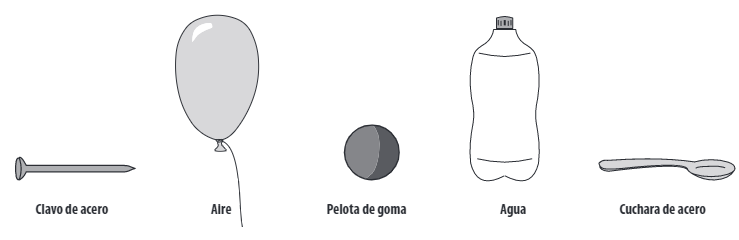 Clavo de acero
Aire
Pelota de goma
Agua
Cuchara de acero